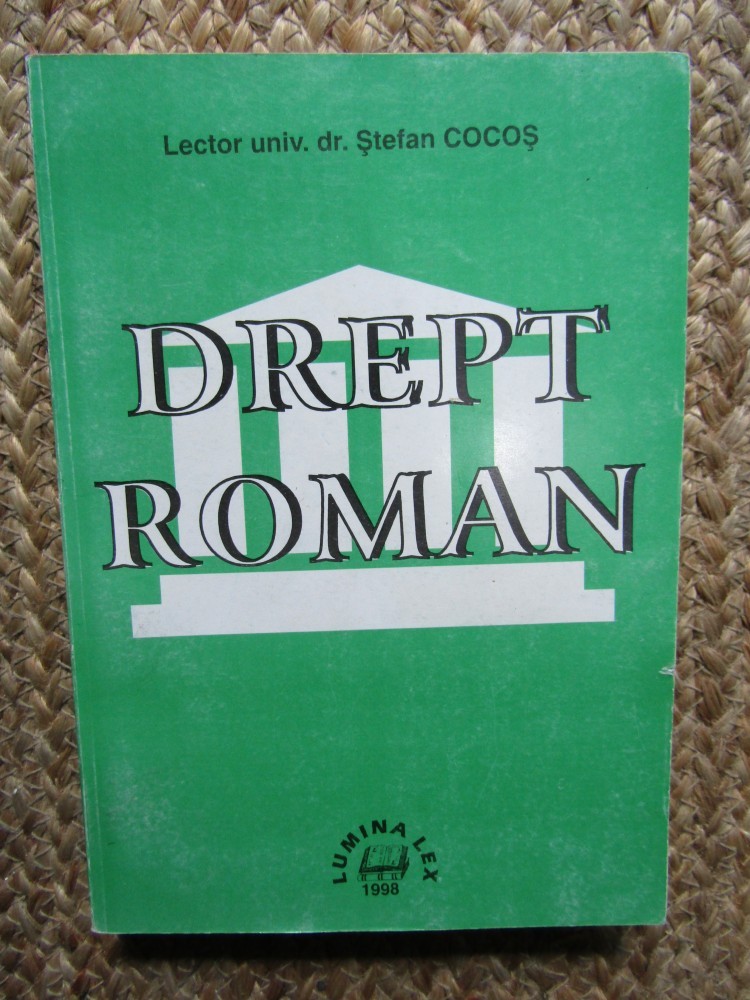 Lector univ. dr. Ştefan COCOŞ
DREPT
ROMAN
LUMINA LEX
1998